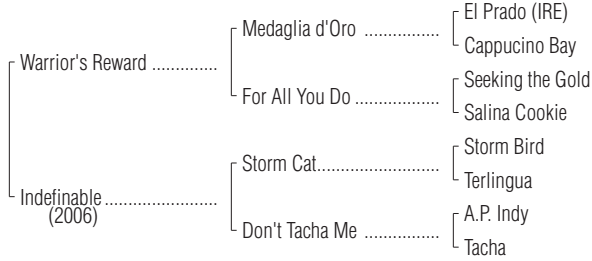 El Prado (IRE)
Medaglia d'Oro ................
Cappucino Bay
Warrior's Reward ..............
Seeking the Gold
For All You Do ..................
Salina Cookie
Storm Bird
Storm Cat..........................
Terlingua
Indefinable ........................
(2006)
A.P. Indy
Don't Tacha Me ................
Tacha